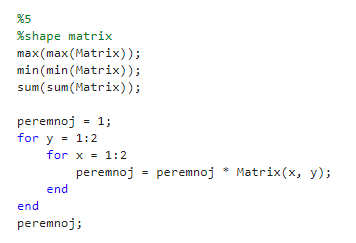 %5
%shape matrix
max(max(Matrix));
min(min(Matrix));
sum(sum(Matrix));

peremnoj = 1;
for y = 1:2
    for x = 1:2
        peremnoj = peremnoj * Matrix(x, y);
    end
end
peremnoj;